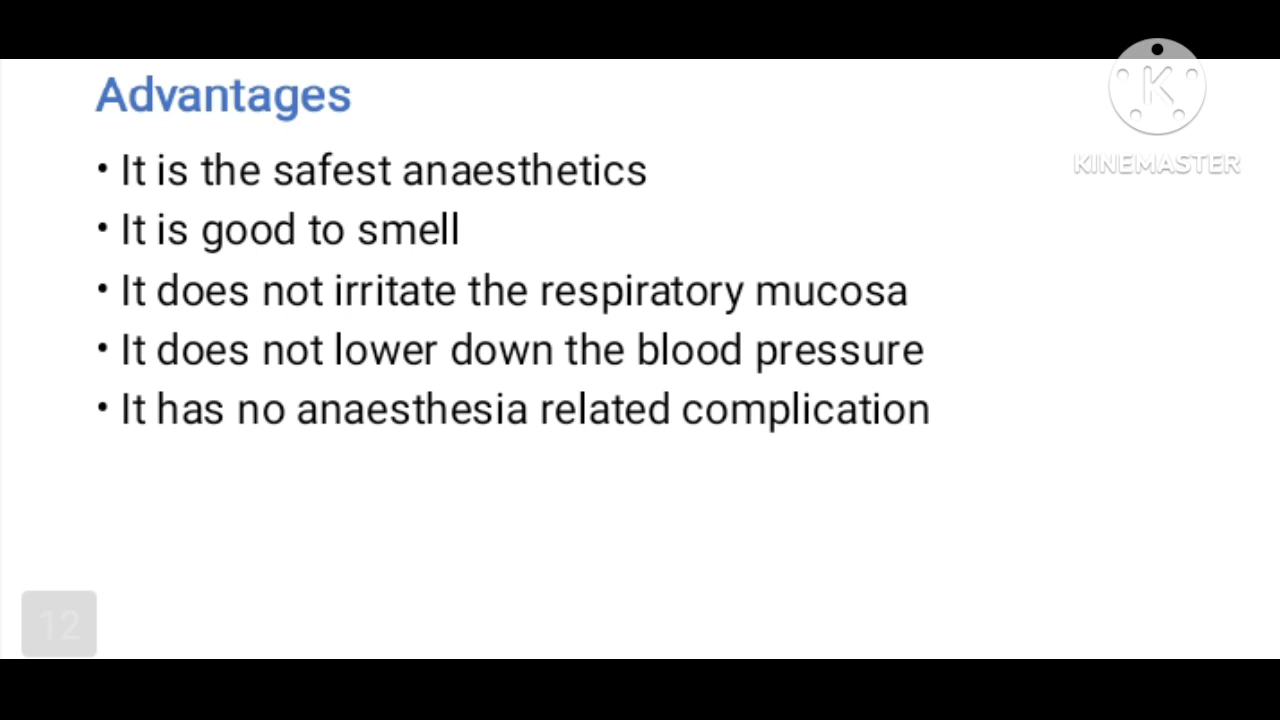 Advantages
• It is the safest anaesthetics
• It is good to smell
• It does not irritate the respiratory mucosa
• It does not lower down the blood pressure
• It has no anaesthesia related complication
K
KINEMASTER
12